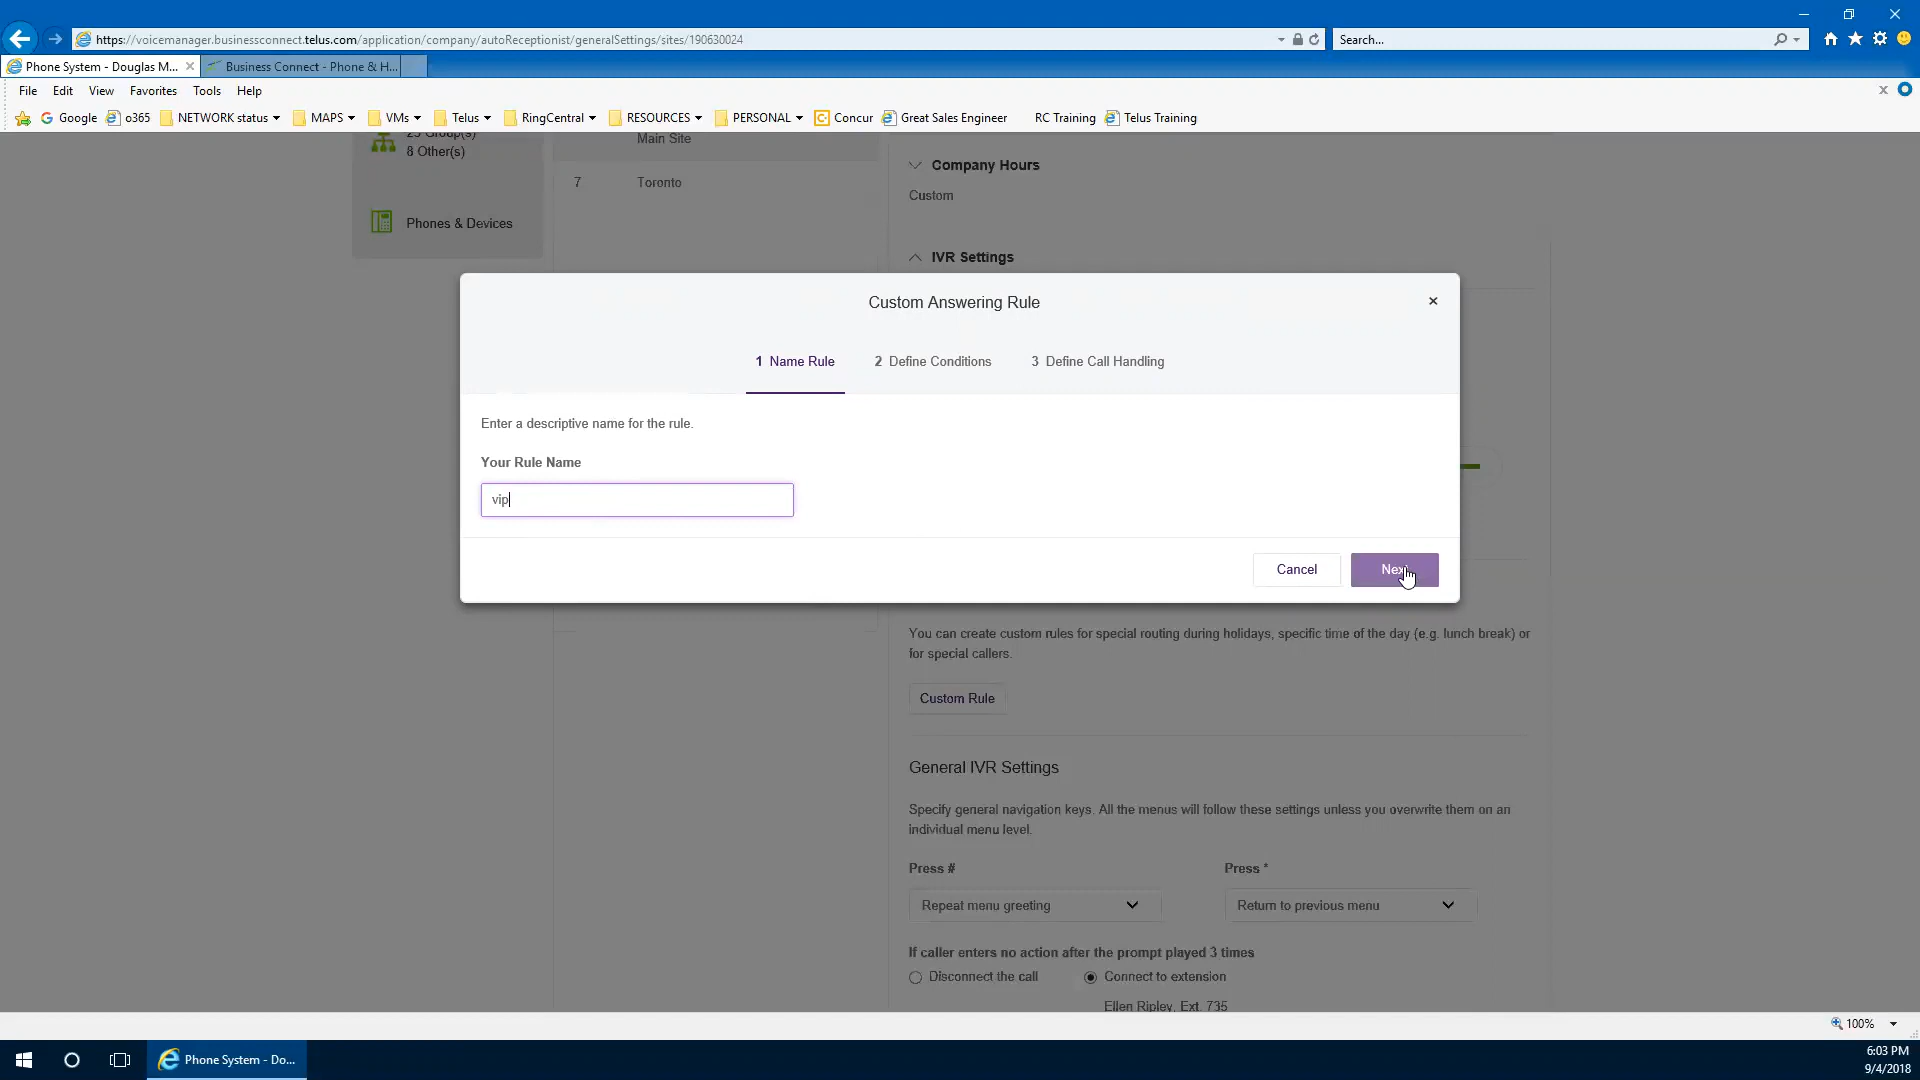 https://voicemanager.businessconnect.telus.com/application/company/autoReceptionist/generalSettings/sites/190630024
Search...
Phone System - Douglas M...
Business Connect - Phone & H...
File Edit View Favorites Tools Help
Google o365 NETWORK status MAPS VMs Telus RingCentral RESOURCES PERSONAL Concur Great Sales Engineer RC Training Telus Training
25 Group(s)
8 Other(s)
Phones & Devices
Main Site
7 Toronto
Company Hours
Custom
IVR Settings
Custom Answering Rule
×
1 Name Rule 2 Define Conditions 3 Define Call Handling
Enter a descriptive name for the rule.
Your Rule Name
vip
Cancel Next
You can create custom rules for special routing during holidays, specific time of the day (e.g. lunch break) or
for special callers.
Custom Rule
General IVR Settings
Specify general navigation keys. All the menus will follow these settings unless you overwrite them on an
individual menu level.
Press # Press *
Repeat menu greeting Return to previous menu
If caller enters no action after the prompt played 3 times
Disconnect the call Connect to extension
Ellen Ripley, Ext. 735
100%
Phone System - Do...
6:03 PM
9/4/2018